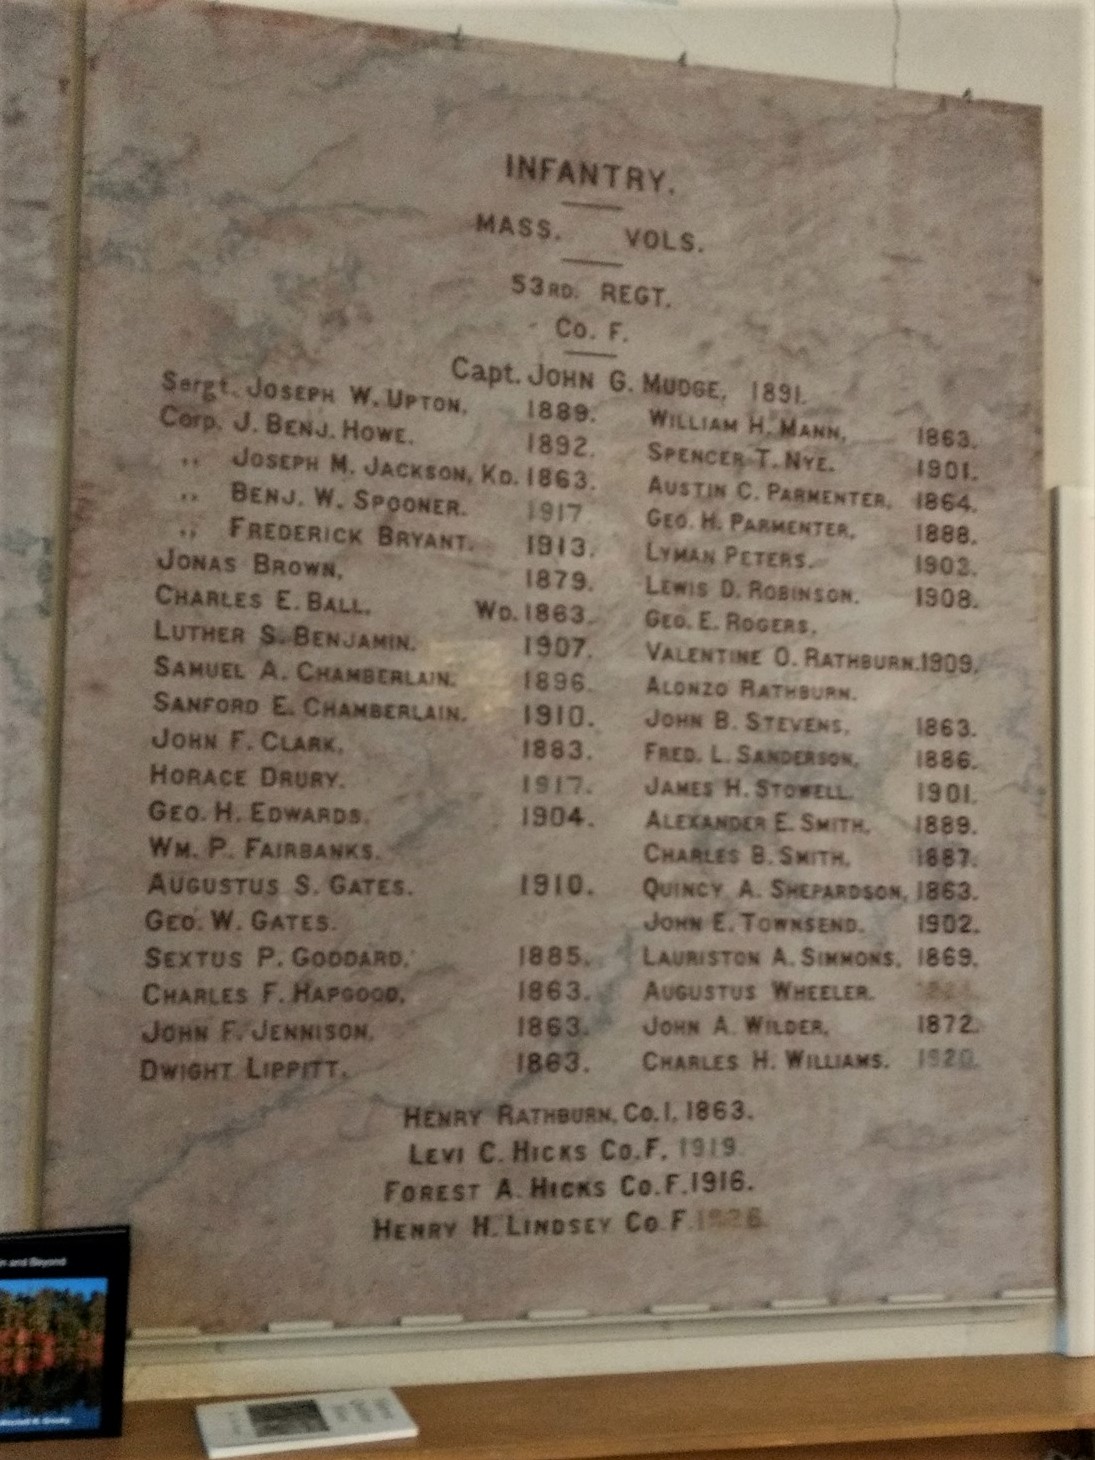 INFANTRY.
MASS. VOLS.
53RD. REGT.
Co. F.
Capt. JOHN G. MUDGE, 1891.
Sergt. JOSEPH W. UPTON, 1889.
Corp. J. BENJ. HOWE. 1892.
,, JOSEPH M. JACKSON, KD. 1863.
,, BENJ. W. SPOONER. 1917
,, FREDERICK BRYANT. 1913.
JONAS BROWN, 1879.
CHARLES E. BALL. WD. 1863.
LUTHER S. BENJAMIN. 1907.
SAMUEL A. CHAMBERLAIN. 1896.
SANFORD E. CHAMBERLAIN. 1910.
JOHN F. CLARK, 1883.
HORACE DRURY. 1917.
GEO. H. EDWARDS. 1904.
WM. P. FAIRBANKS.
AUGUSTUS S. GATES. 1910.
GEO. W. GATES.
SEXTUS P. GODDARD. 1885.
CHARLES F. HAPGOOD, 1863.
JOHN F. JENNISON, 1863.
DWIGHT LIPPITT. 1863.
WILLIAM H. MANN, 1863.
SPENCER T. NYE. 1901.
AUSTIN C. PARMENTER, 1864.
GEO. H. PARMENTER, 1888.
LYMAN PETERS. 1903.
LEWIS D. ROBINSON. 1908.
GEO. E. ROGERS,
VALENTINE O. RATHBURN. 1909.
ALONZO RATHBURN.
JOHN B. STEVENS, 1863.
FRED. L. SANDERSON, 1886.
JAMES H. STOWELL. 1901.
ALEXANDER E. SMITH, 1889.
CHARLES B. SMITH, 1887.
QUINCY A. SHEPARDSON, 1863.
JOHN E. TOWNSEND. 1902.
LAURISTON A. SIMMONS, 1869.
AUGUSTUS WHEELER.
JOHN A. WILDER, 1872.
CHARLES H. WILLIAMS. 1920.
HENRY RATHBURN, Co. I, 1863.
LEVI C. HICKS Co. F, 1919.
FOREST A. HICKS Co. F. 1916.
HENRY H. LINDSEY Co F.
and Beyond